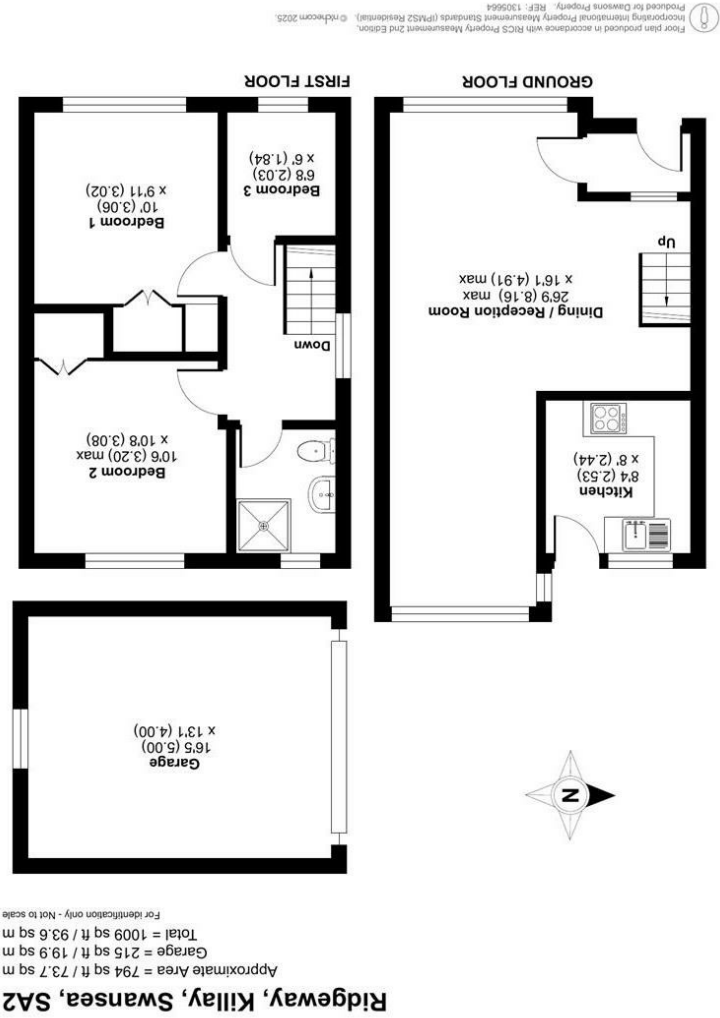 Ridgeway, Killay, Swansea, SA2
Approximate Area = 794 sq ft / 73.7 sq m
Garage = 215 sq ft / 19.9 sq m
Total = 1009 sq ft / 93.6 sq m
For identification only - Not to scale
N
Garage
16'5 (5.00)
x 13'1 (4.00)
Kitchen
8'4 (2.53)
x 8' (2.44)
Dining / Reception Room
26'9 (8.16) max
x 16'1 (4.91) max
Up
GROUND FLOOR
Bedroom 2
10'6 (3.20) max
x 10'8 (3.08)
Down
Bedroom 1
10' (3.06)
x 9'11 (3.02)
Bedroom 3
6'8 (2.03)
x 6' (1.84)
FIRST FLOOR
Floor plan produced in accordance with RICS Property Measurement 2nd Edition,
Incorporating International Property Measurement Standards (IPMS2 Residential). © nichecom 2025.
Produced for Dawsons Property. REF: 1305664